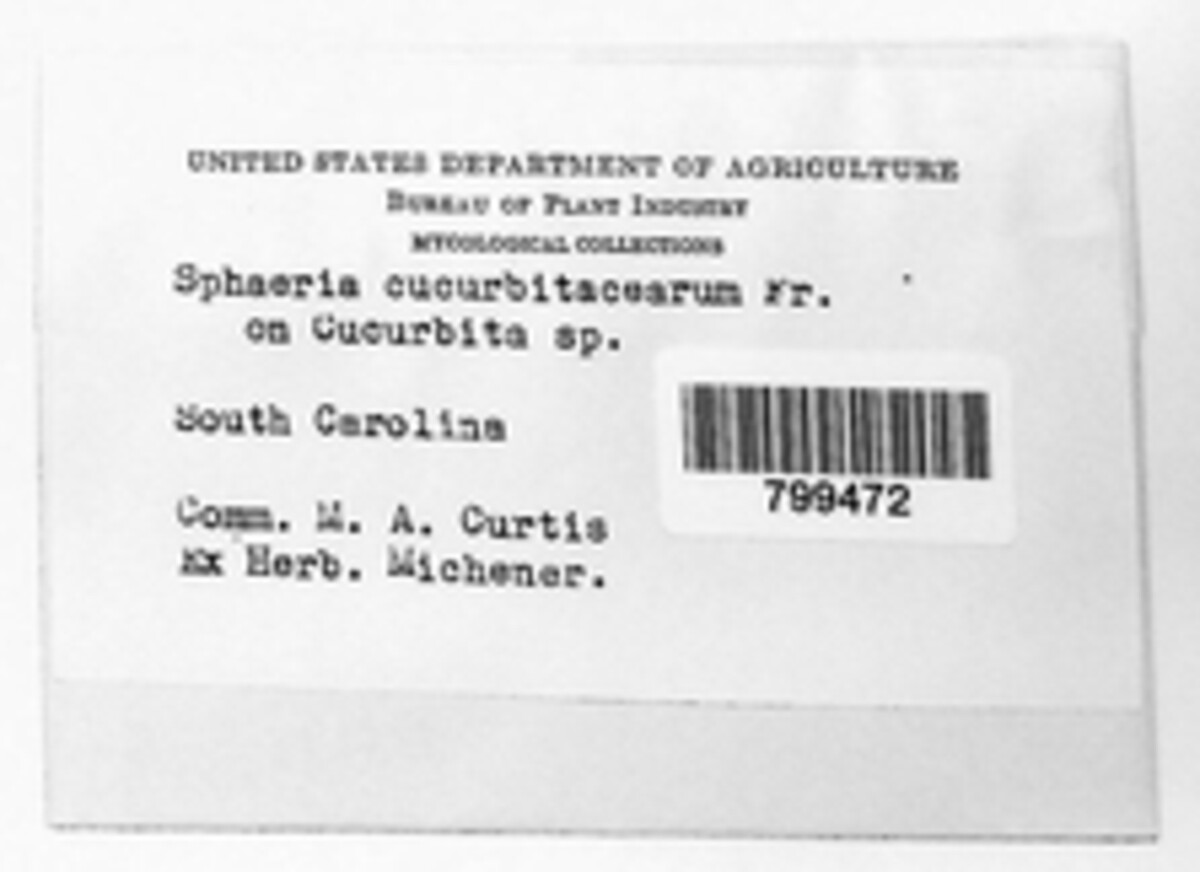 UNITED STATES DEPARTMENT OF AGRICULTURE
BUREAU OF PLANT INDUSTRY
MYCOLOGICAL COLLECTIONS
Sphaeria cucurbitacearum Fr.
on Cucurbita sp.
South Carolina
799472
Comm. M. A. Curtis
Ex Herb. Michener.